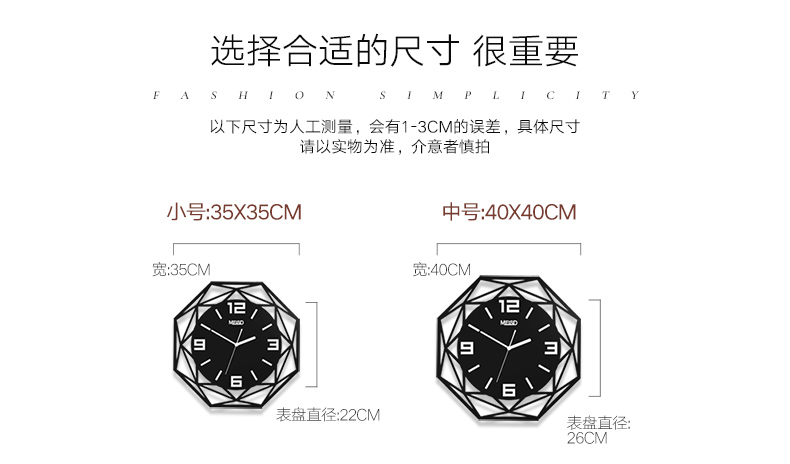 选择合适的尺寸 很重要
FASHION SIMPLICITY
以下尺寸为人工测量，会有1-3CM的误差，具体尺寸
请以实物为准，介意者慎拍
小号:35X35CM
中号:40X40CM
宽:35CM
宽:40CM
12
MEISD
9
3
6
12
MEISD
9
3
6
表盘直径:22CM
表盘直径:
26CM